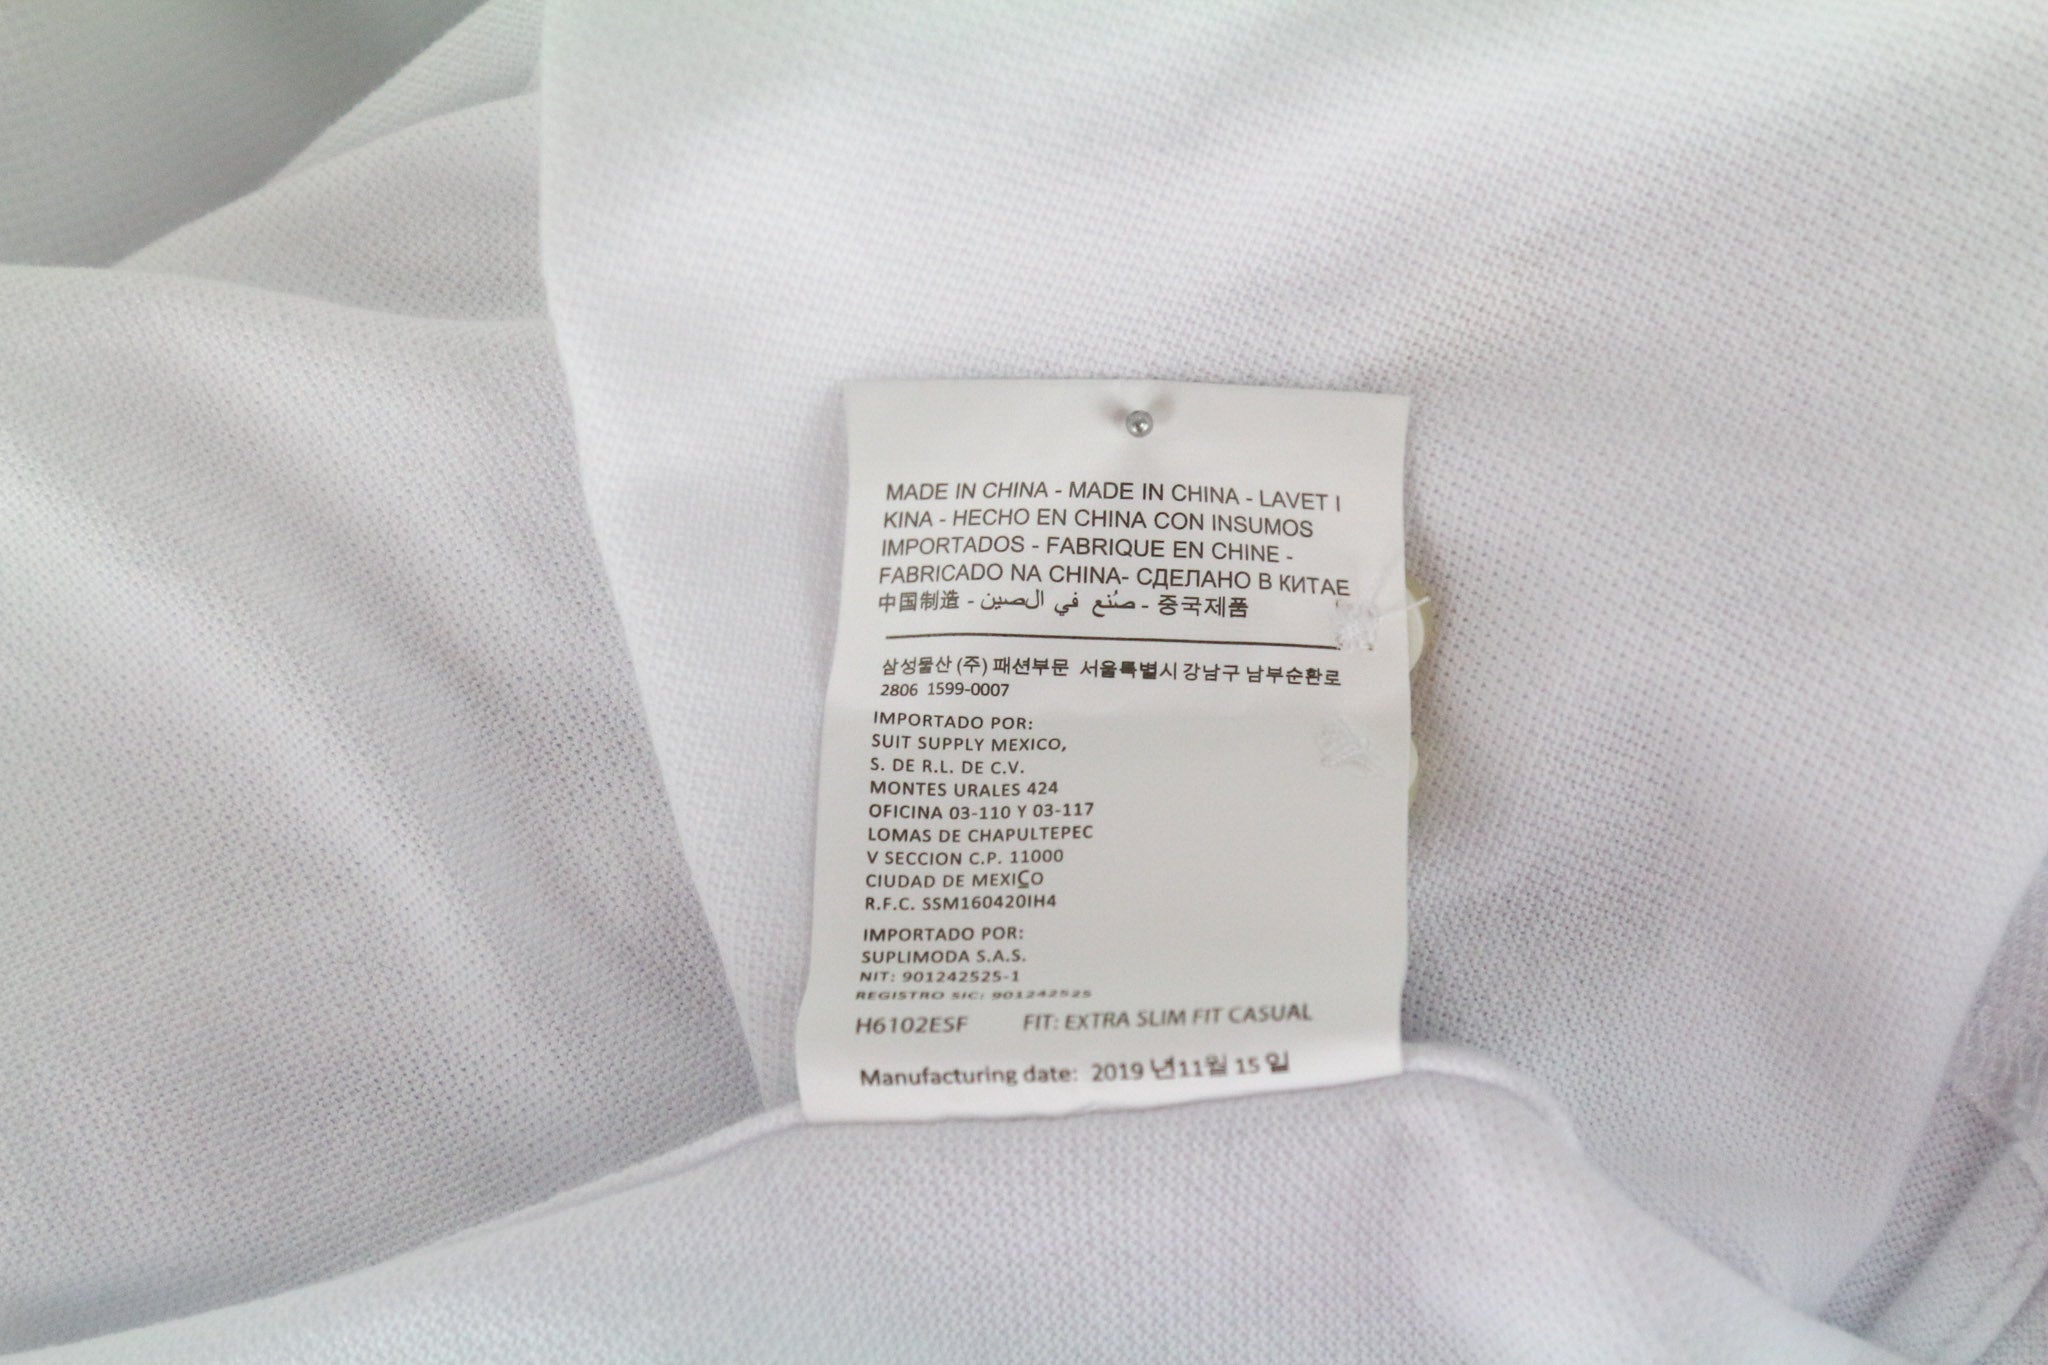 MADE IN CHINA - MADE IN CHINA - LAVET I
KINA - HECHO EN CHINA CON INSUMOS
IMPORTADOS - FABRIQUE EN CHINE -
FABRICADO NA CHINA- СДЕЛАНО В КИТАЕ
中国制造 - صُنع في الصين - 중국제품
삼성물산 (주) 패션부문 서울특별시 강남구 남부순환로
2806 1599-0007
IMPORTADO POR:
SUIT SUPPLY MEXICO,
S. DE R.L. DE C.V.
MONTES URALES 424
OFICINA 03-110 Y 03-117
LOMAS DE CHAPULTEPEC
V SECCION C.P. 11000
CIUDAD DE MEXICO
R.F.C. SSM160420IH4
IMPORTADO POR:
SUPLIMODA S.A.S.
NIT: 901242525-1
REGISTRO SIC: 901242525
H6102ESF FIT: EXTRA SLIM FIT CASUAL
Manufacturing date: 2019 년11월 15 일